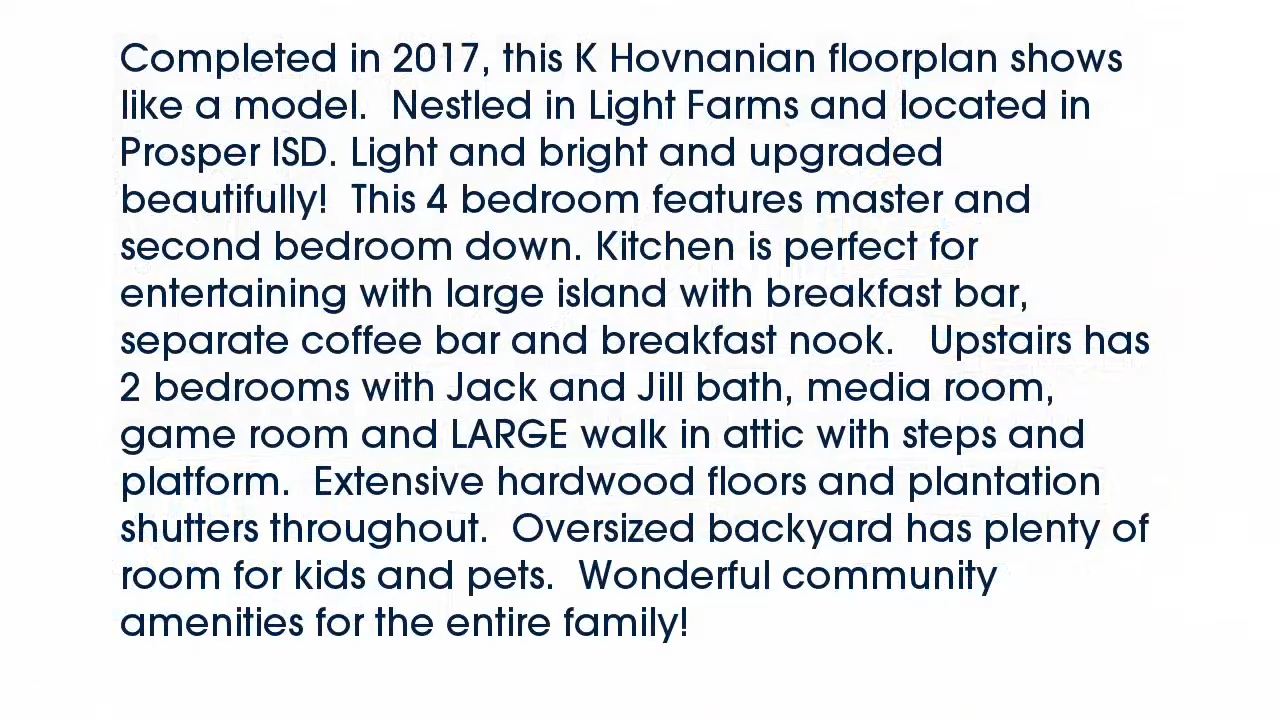 Completed in 2017, this K Hovnanian floorplan shows
like a model.  Nestled in Light Farms and located in
Prosper ISD. Light and bright and upgraded
beautifully!  This 4 bedroom features master and
second bedroom down. Kitchen is perfect for
entertaining with large island with breakfast bar,
separate coffee bar and breakfast nook.   Upstairs has
2 bedrooms with Jack and Jill bath, media room,
game room and LARGE walk in attic with steps and
platform.  Extensive hardwood floors and plantation
shutters throughout.  Oversized backyard has plenty of
room for kids and pets.  Wonderful community
amenities for the entire family!